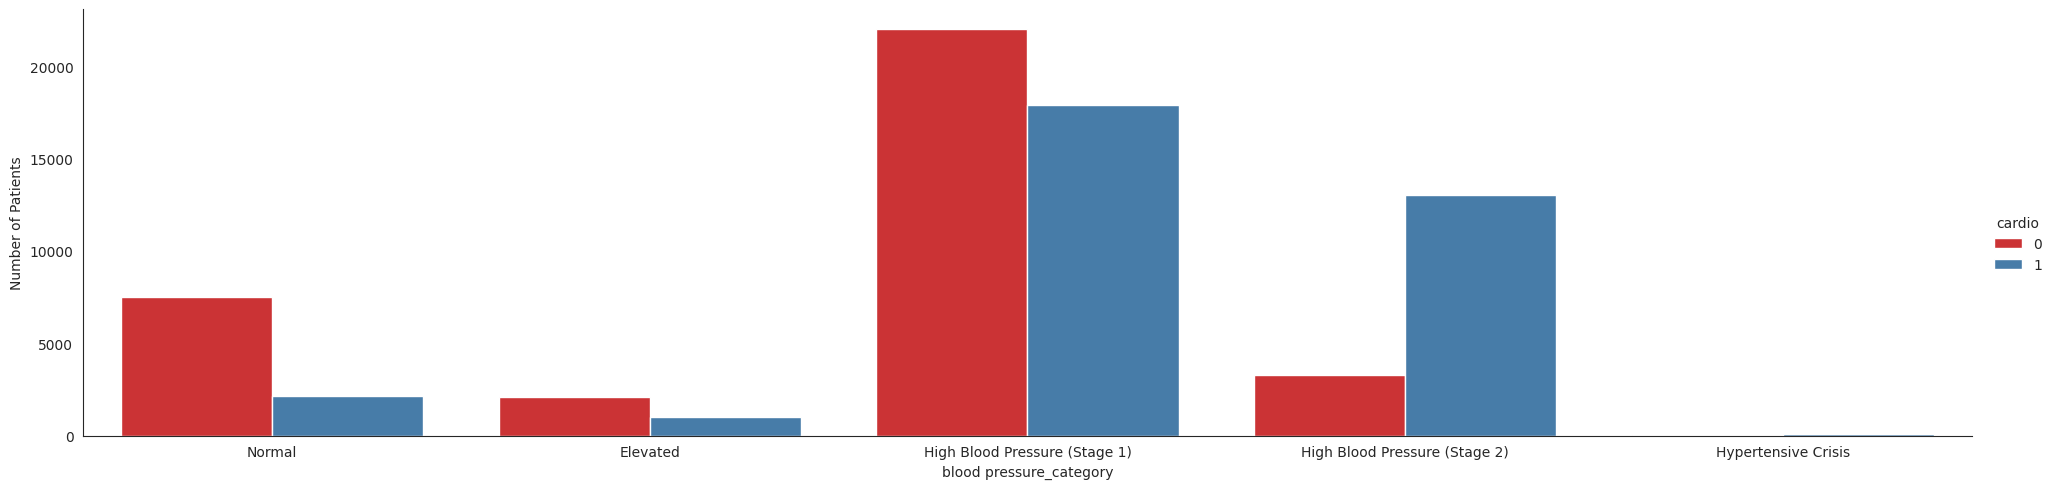 Number of Patients
20000
15000
10000
5000
0
Normal
Elevated
High Blood Pressure (Stage 1)
High Blood Pressure (Stage 2)
Hypertensive Crisis
blood pressure_category
cardio
0
1